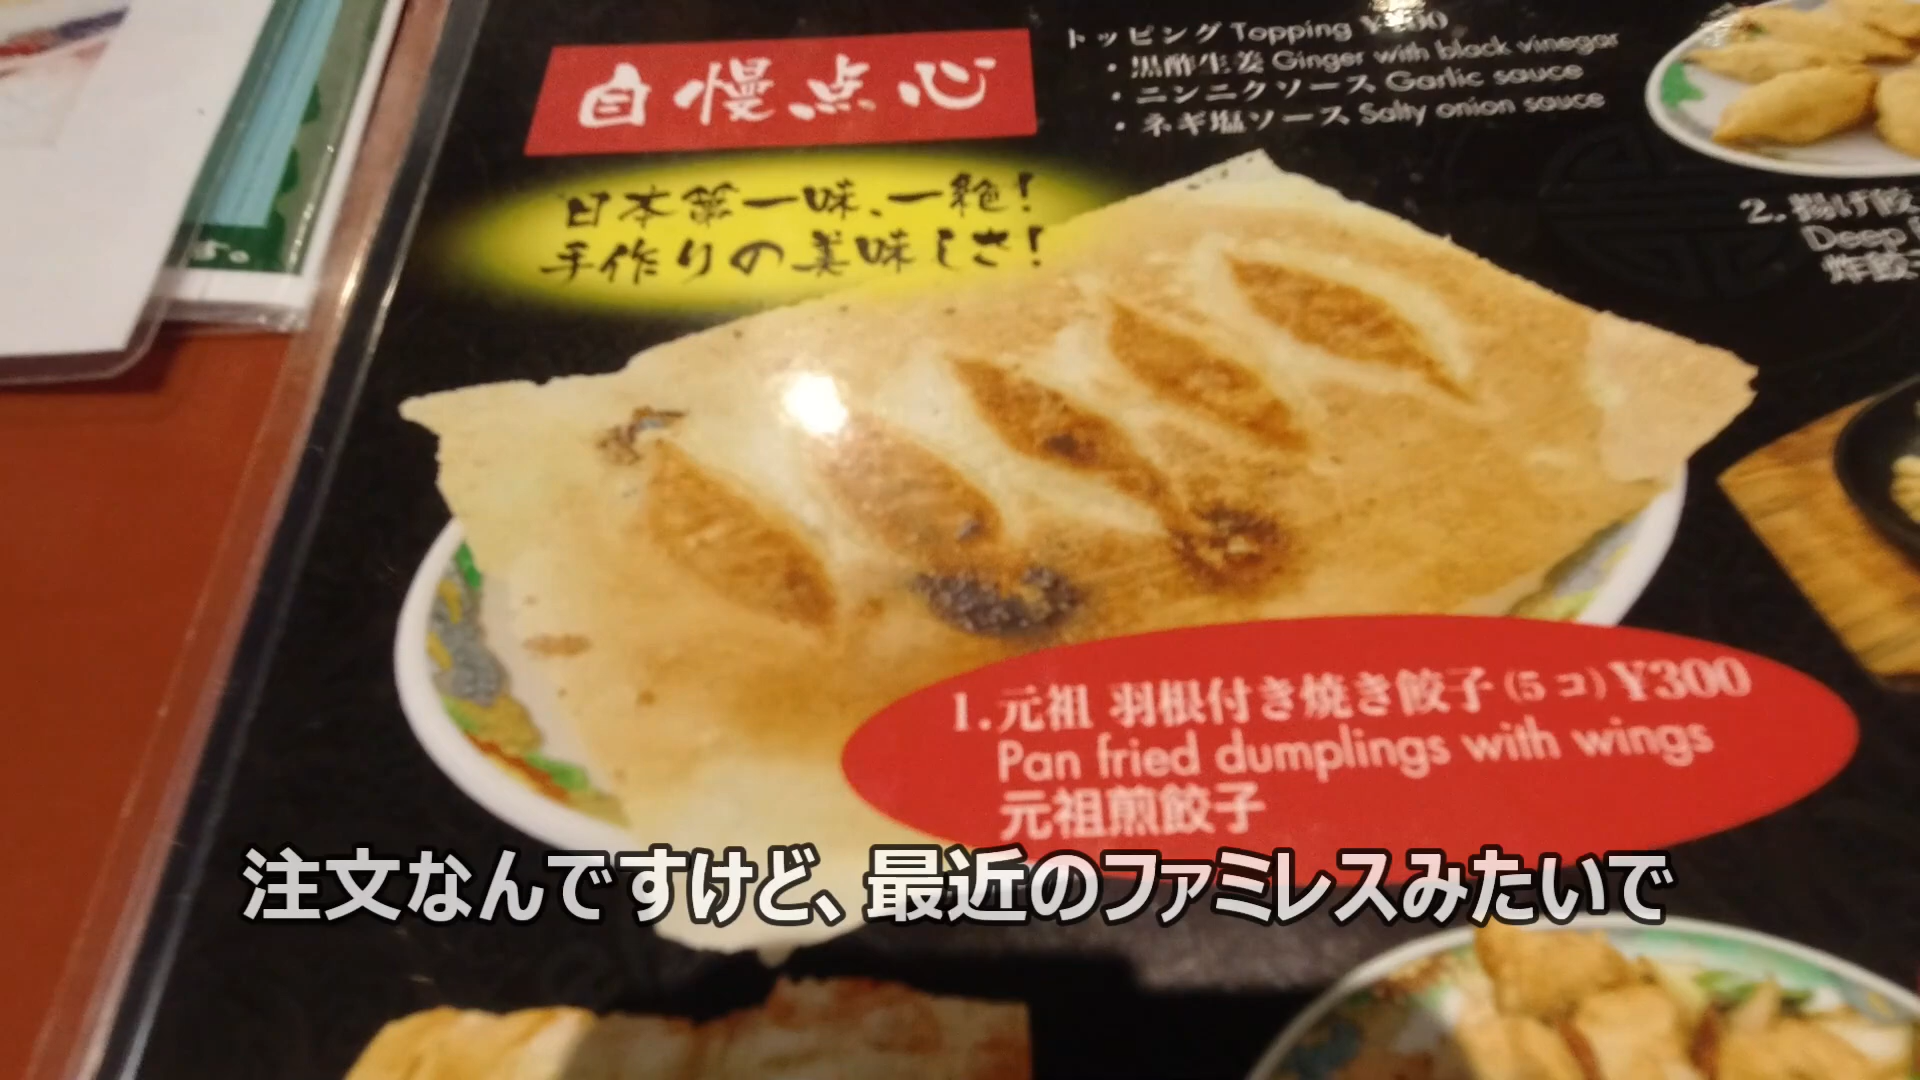 自慢点心
日本第一味、一絶!
手作りの美味しさ!
トッピング Topping ¥100
・黒酢生姜 Ginger with black vinegar
・ニンニクソース Garlic sauce
・ネギ塩ソース Salty onion sauce
2.揚げ餃
Deep
炸餃子
1.元祖 羽根付き焼き餃子(5コ)¥300
Pan fried dumplings with wings
元祖煎餃子
注文なんですけど、最近のファミレスみたいで